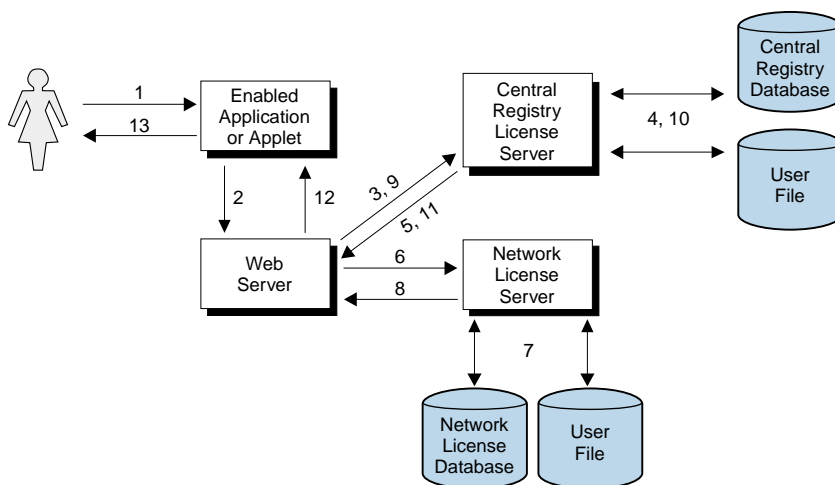 1
13
Enabled
Application
or Applet
Central
Registry
License
Server
4, 10
Central
Registry
Database
User
File
2
12
3, 9
5, 11
Web
Server
6
8
Network
License
Server
7
Network
License
Database
User
File